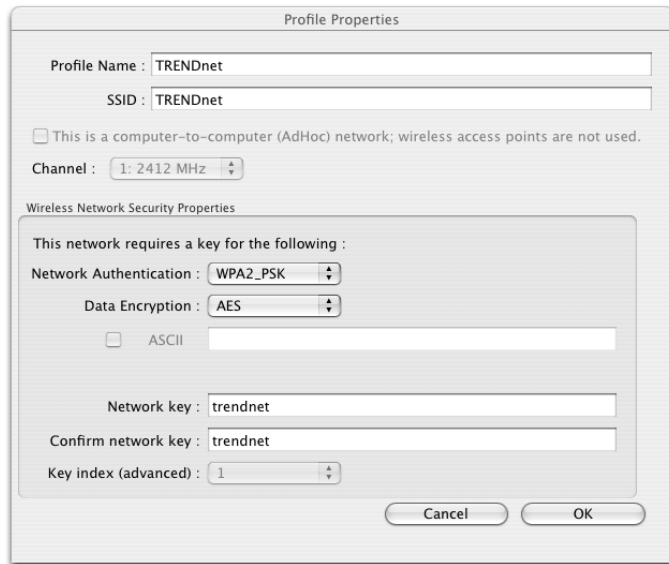 Profile Properties
Profile Name : TRENDnet
SSID : TRENDnet
This is a computer-to-computer (AdHoc) network; wireless access points are not used.
Channel : 1: 2412 MHz
Wireless Network Security Properties
This network requires a key for the following :
Network Authentication : WPA2_PSK
Data Encryption : AES
ASCII
Network key : trendnet
Confirm network key : trendnet
Key index (advanced) : 1
Cancel OK